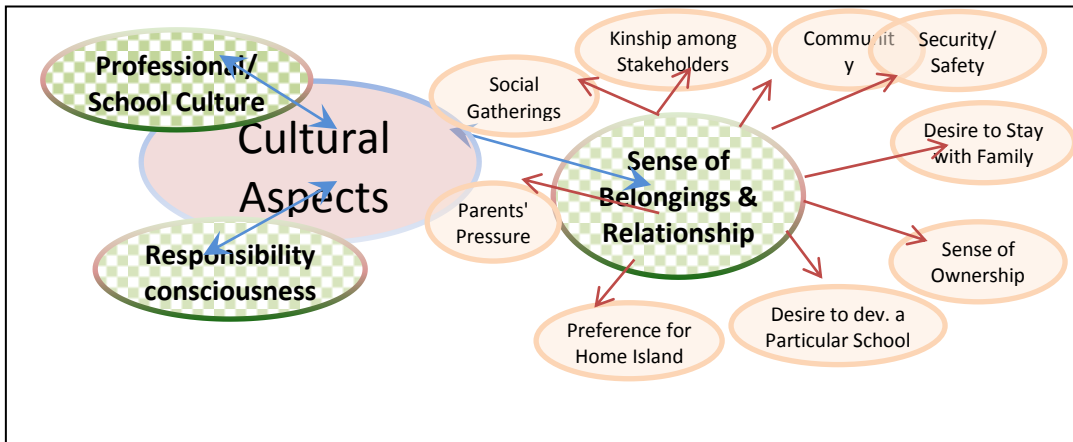 Professional/
School Culture
Cultural
Aspects
Responsibility
consciousness
Social
Gatherings
Kinship among
Stakeholders
Communit
y
Security/
Safety
Desire to Stay
with Family
Sense of
Belongings &
Relationship
Parents'
Pressure
Sense of
Ownership
Preference for
Home Island
Desire to dev. a
Particular School